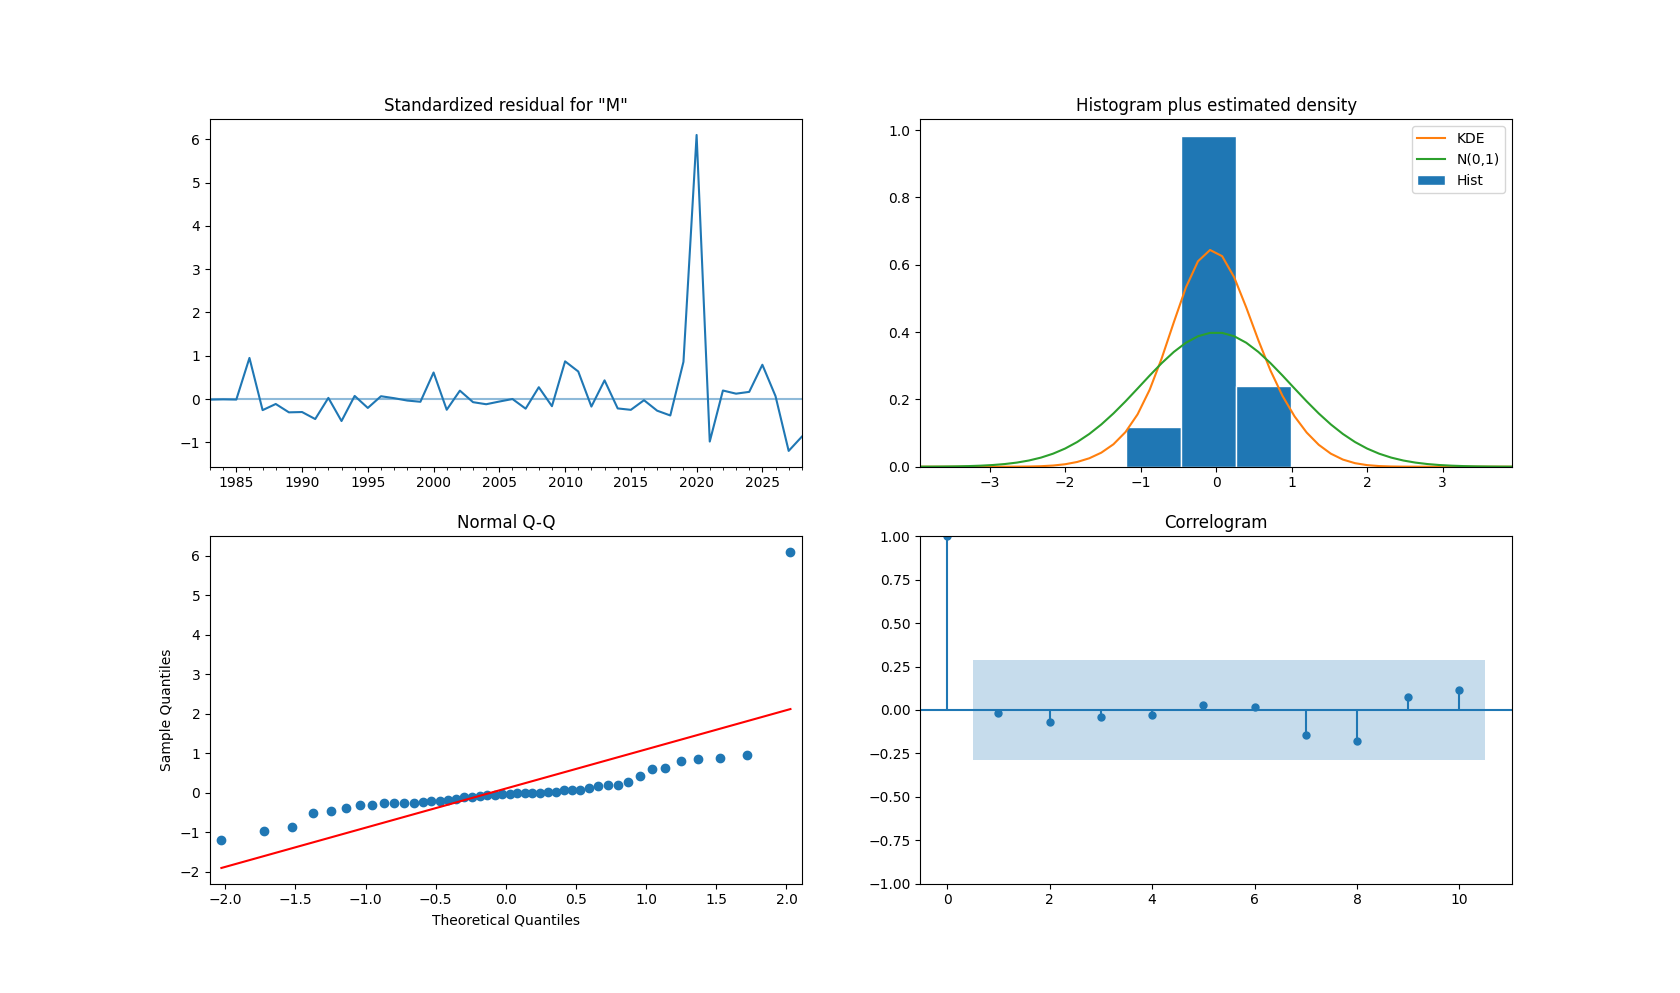 Standardized residual for "M"
6
5
4
3
2
1
0
−1
1985 1990 1995 2000 2005 2010 2015 2020 2025
Histogram plus estimated density
1.0
0.8
0.6
0.4
0.2
0.0
KDE
N(0,1)
Hist
−3 −2 −1 0 1 2 3
Normal Q-Q
Sample Quantiles
6
5
4
3
2
1
0
−1
−2
−2.0 −1.5 −1.0 −0.5 0.0 0.5 1.0 1.5 2.0
Theoretical Quantiles
Correlogram
1.00
0.75
0.50
0.25
0.00
−0.25
−0.50
−0.75
−1.00
0 2 4 6 8 10